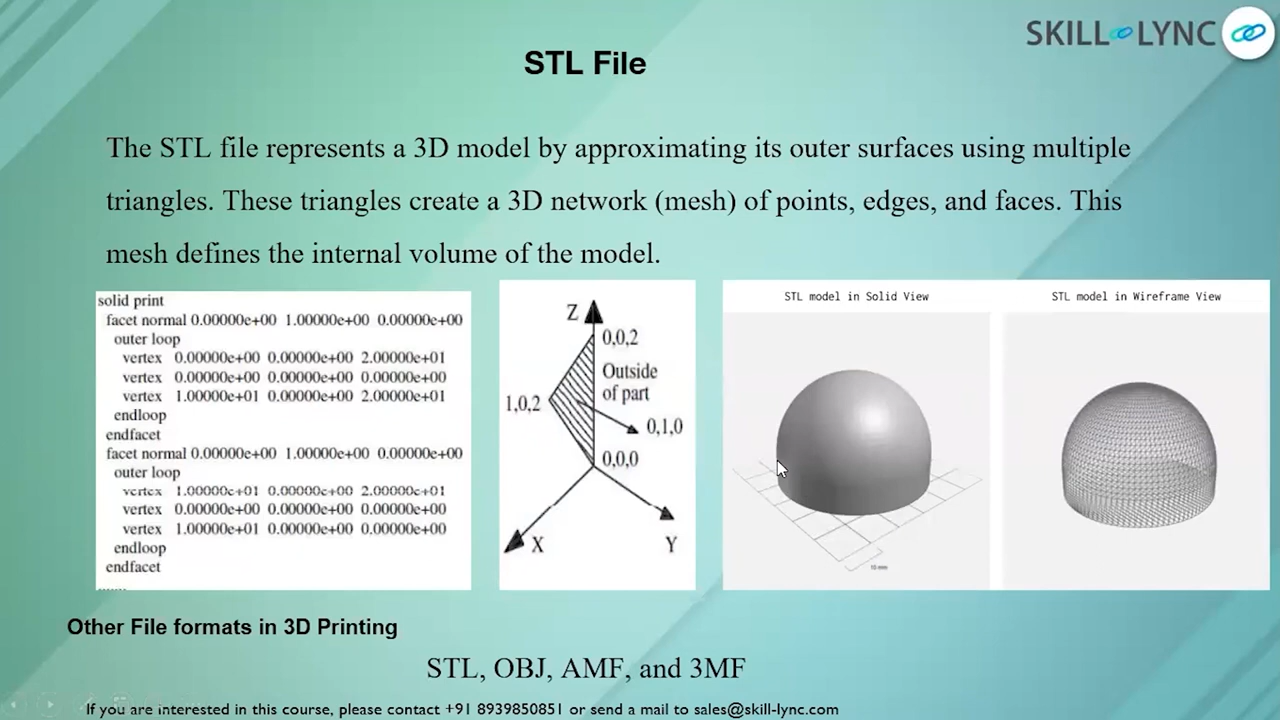 SKILL LYNC
STL File
The STL file represents a 3D model by approximating its outer surfaces using multiple
triangles. These triangles create a 3D network (mesh) of points, edges, and faces. This
mesh defines the internal volume of the model.
solid print
facet normal 0.00000e+00 1.00000e+00 0.00000e+00
outer loop
vertex 0.00000e+00 0.00000e+00 2.00000e+01
vertex 0.00000e+00 0.00000e+00 0.00000e+00
vertex 1.00000e+01 0.00000e+00 2.00000e+01
endloop
endfacet
facet normal 0.00000e+00 1.00000e+00 0.00000e+00
outer loop
vertex 1.00000e+01 0.00000e+00 2.00000e+01
vertex 0.00000e+00 0.00000e+00 0.00000e+00
vertex 1.00000e+01 0.00000e+00 0.00000e+00
endloop
endfacet
......
Z
0,0,2
Outside
of part
1,0,2
0,1,0
0,0,0
X
Y
STL model in Solid View
10 mm
STL model in Wireframe View
Other File formats in 3D Printing
STL, OBJ, AMF, and 3MF
If you are interested in this course, please contact +91 8939850851 or send a mail to sales@skill-lync.com